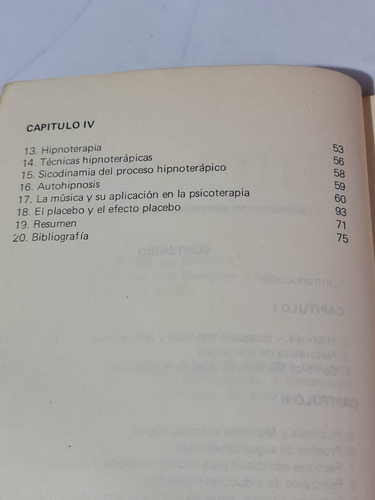 CAPITULO IV
13. Hipnoterapia 53
14. Técnicas hipnoterápicas 56
15. Sicodinamia del proceso hipnoterápico 58
16. Autohipnosis 59
17. La música y su aplicación en la psicoterapia 60
18. El placebo y el efecto placebo 93
19. Resumen 71
20. Bibliografía 75